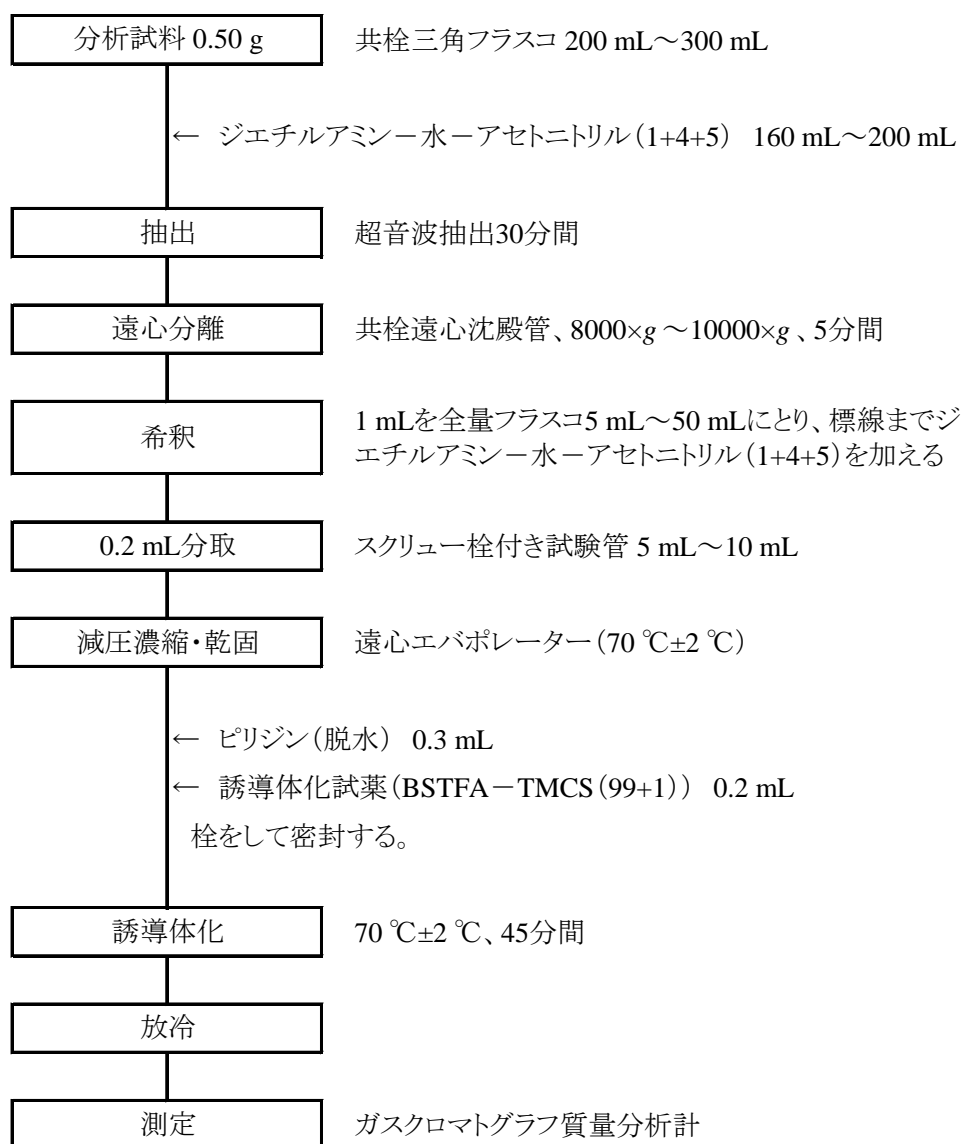 分析試料 0.50 g 共栓三角フラスコ 200 mL～300 mL
← ジエチルアミン－水－アセトニトリル（1+4+5） 160 mL～200 mL
抽出 超音波抽出30分間
遠心分離 共栓遠心沈殿管、8000×g ～10000×g 、5分間
希釈 1 mLを全量フラスコ5 mL～50 mLにとり、標線までジ
エチルアミン－水－アセトニトリル（1+4+5）を加える
0.2 mL分取 スクリュー栓付き試験管 5 mL～10 mL
減圧濃縮・乾固 遠心エバポレーター（70 ℃±2 ℃）
← ピリジン（脱水） 0.3 mL
← 誘導体化試薬（BSTFA－TMCS（99+1）） 0.2 mL
栓をして密封する。
誘導体化 70 ℃±2 ℃、45分間
放冷
測定 ガスクロマトグラフ質量分析計